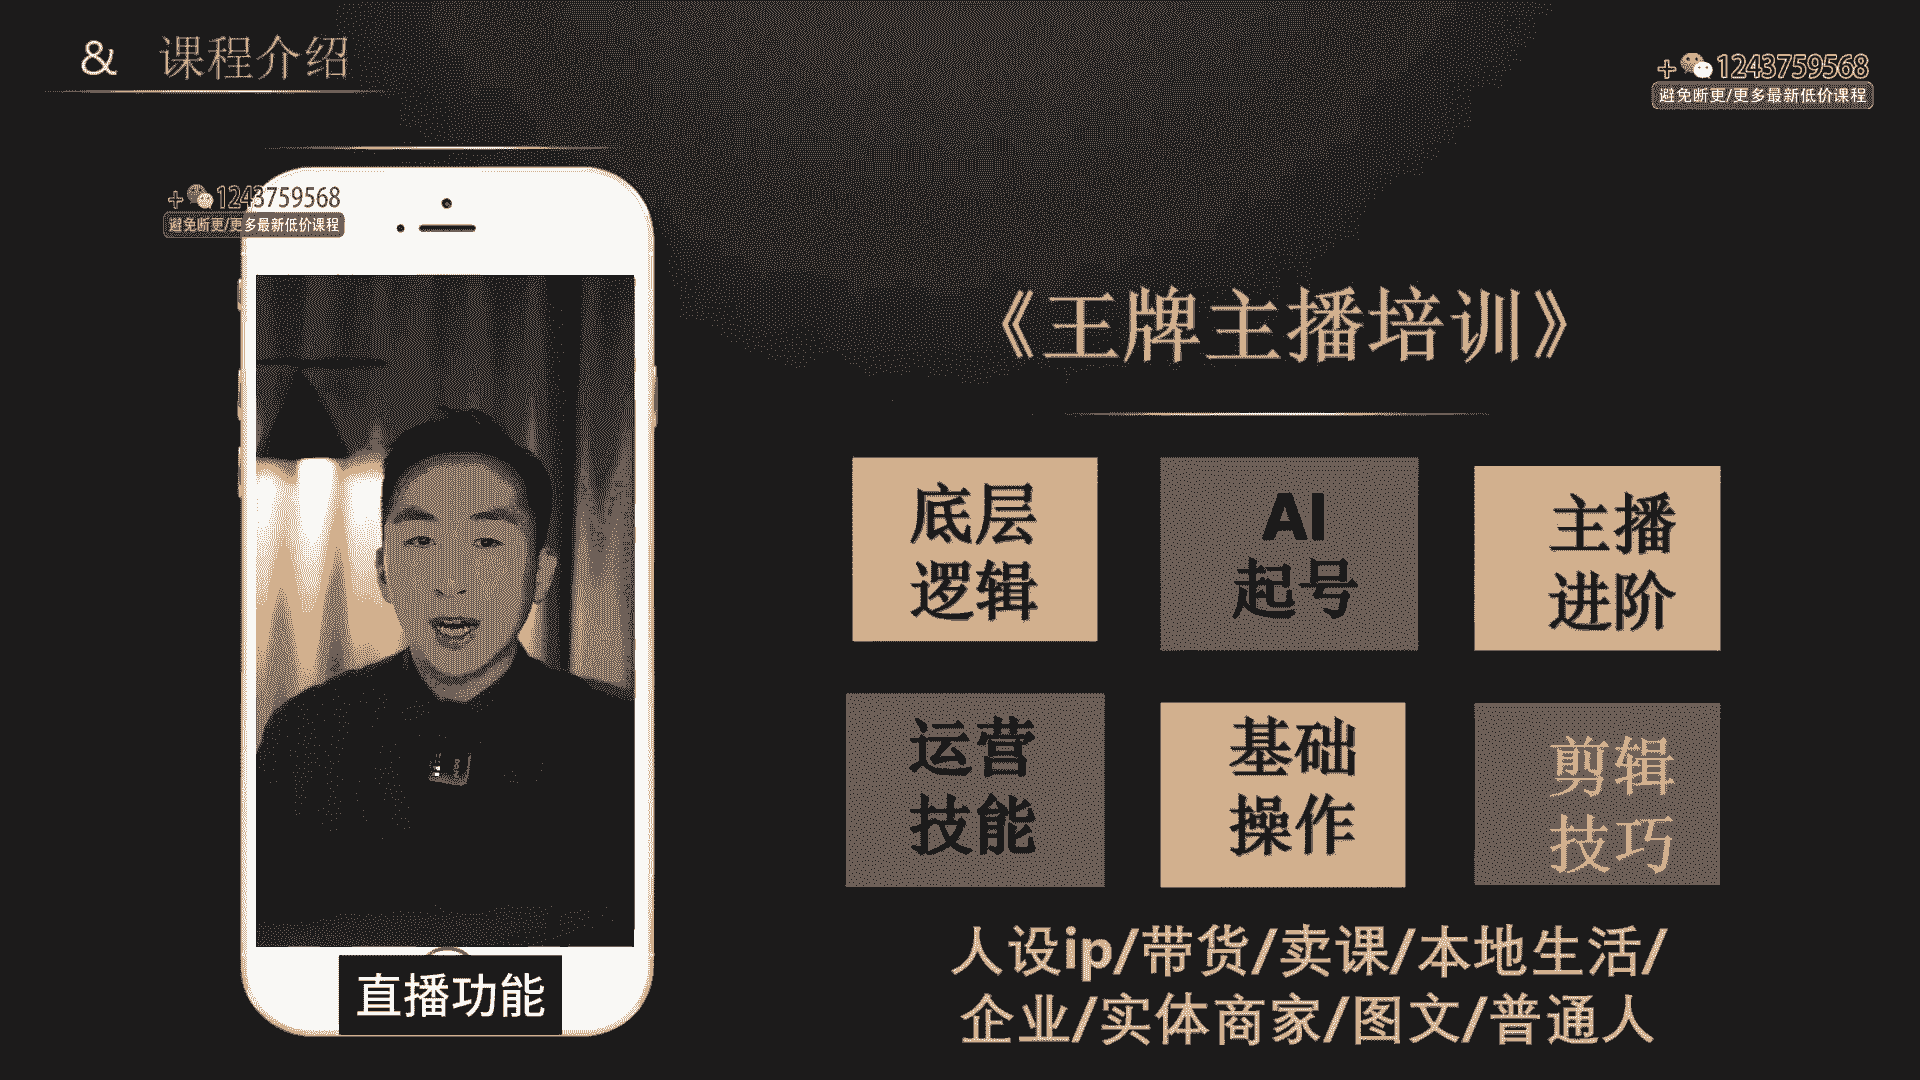 & 课程介绍
+1243759568
避免断更/更多最新低价课程
+1243759568
避免断更/更多最新低价课程
《王牌主播培训》
底层
逻辑
AI
起号
主播
进阶
运营
技能
基础
操作
剪辑
技巧
人设ip/带货/卖课/本地生活/
企业/实体商家/图文/普通人
直播功能